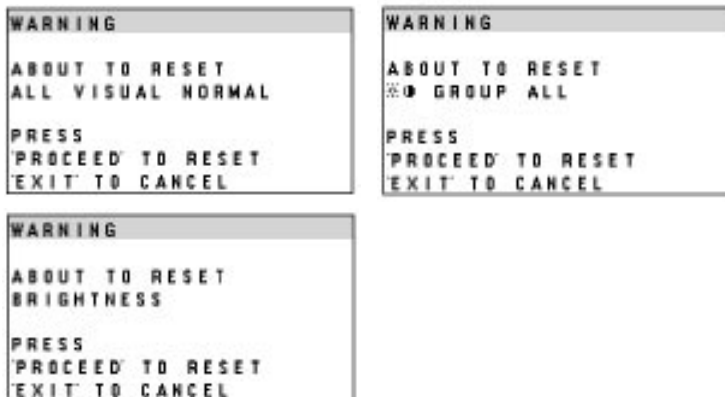 WARNING
ABOUT TO RESET
ALL VISUAL NORMAL
PRESS
'PROCEED' TO RESET
'EXIT' TO CANCEL
WARNING
ABOUT TO RESET
GROUP ALL
PRESS
'PROCEED' TO RESET
'EXIT' TO CANCEL
WARNING
ABOUT TO RESET
BRIGHTNESS
PRESS
'PROCEED' TO RESET
'EXIT' TO CANCEL